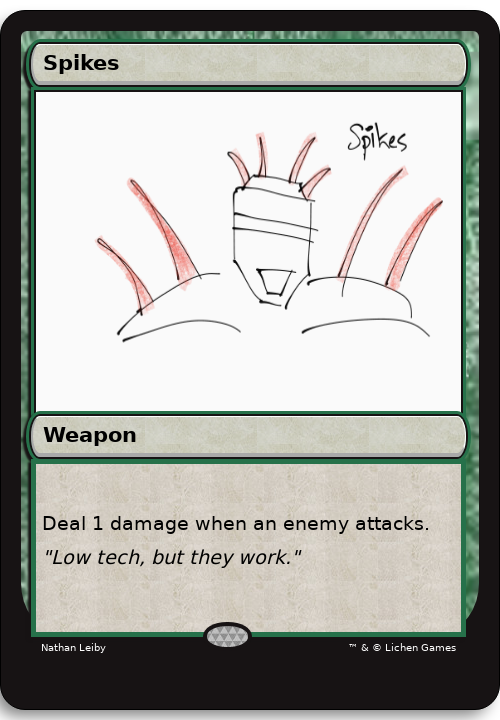 Spikes
Spikes
Weapon
Deal 1 damage when an enemy attacks.
"Low tech, but they work."
Nathan Leiby
™ & © Lichen Games